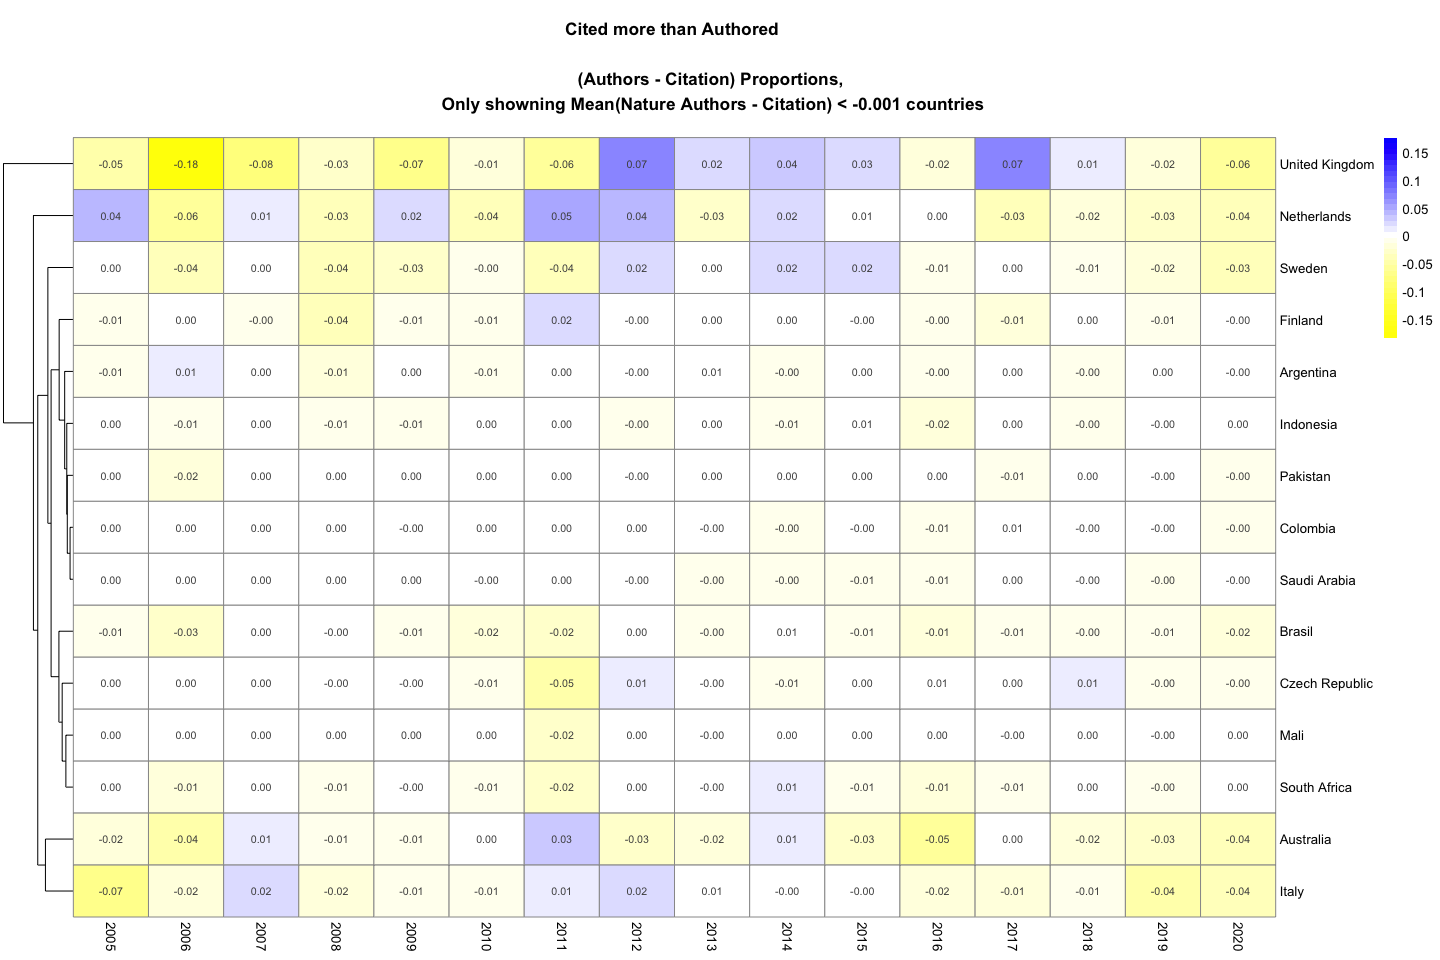 Cited more than Authored
(Authors - Citation) Proportions,
Only showning Mean(Nature Authors - Citation) < -0.001 countries
-0.05 -0.18 -0.08 -0.03 -0.07 -0.01 -0.06 0.07 0.02 0.04 0.03 -0.02 0.07 0.01 -0.02 -0.06 United Kingdom
0.04 -0.06 0.01 -0.03 0.02 -0.04 0.05 0.04 -0.03 0.02 0.01 0.00 -0.03 -0.02 -0.03 -0.04 Netherlands
0.00 -0.04 0.00 -0.04 -0.03 -0.00 -0.04 0.02 0.00 0.02 0.02 -0.01 0.00 -0.01 -0.02 -0.03 Sweden
-0.01 0.00 -0.00 -0.04 -0.01 -0.01 0.02 -0.00 0.00 0.00 -0.00 -0.00 -0.01 0.00 -0.01 -0.00 Finland
-0.01 0.01 0.00 -0.01 0.00 -0.01 0.00 -0.00 0.01 -0.00 0.00 -0.00 0.00 -0.00 0.00 -0.00 Argentina
0.00 -0.01 0.00 -0.01 -0.01 0.00 0.00 -0.00 0.00 -0.01 0.01 -0.02 0.00 -0.00 -0.00 0.00 Indonesia
0.00 -0.02 0.00 0.00 0.00 0.00 0.00 -0.00 0.00 0.00 0.00 0.00 -0.01 0.00 -0.00 -0.00 Pakistan
0.00 0.00 0.00 0.00 -0.00 0.00 0.00 0.00 -0.00 -0.00 -0.00 -0.01 0.01 -0.00 -0.00 -0.00 Colombia
0.00 0.00 0.00 0.00 0.00 -0.00 0.00 -0.00 -0.00 -0.00 -0.01 -0.01 0.00 -0.00 -0.00 -0.00 Saudi Arabia
-0.01 -0.03 0.00 -0.00 -0.01 -0.02 -0.02 0.00 -0.00 0.01 -0.01 -0.01 -0.01 -0.00 -0.01 -0.02 Brasil
0.00 0.00 0.00 -0.00 -0.00 -0.01 -0.05 0.01 -0.00 -0.01 0.00 0.01 0.00 0.01 -0.00 -0.00 Czech Republic
0.00 0.00 0.00 0.00 0.00 0.00 -0.02 0.00 -0.00 0.00 0.00 0.00 -0.00 0.00 -0.00 0.00 Mali
0.00 -0.01 0.00 -0.01 -0.00 -0.01 -0.02 0.00 -0.00 0.01 -0.01 -0.01 -0.01 0.00 -0.00 0.00 South Africa
-0.02 -0.04 0.01 -0.01 -0.01 0.00 0.03 -0.03 -0.02 0.01 -0.03 -0.05 0.00 -0.02 -0.03 -0.04 Australia
-0.07 -0.02 0.02 -0.02 -0.01 -0.01 0.01 0.02 0.01 -0.00 -0.00 -0.02 -0.01 -0.01 -0.04 -0.04 Italy
2005 2006 2007 2008 2009 2010 2011 2012 2013 2014 2015 2016 2017 2018 2019 2020
0.15
0.1
0.05
0
-0.05
-0.1
-0.15